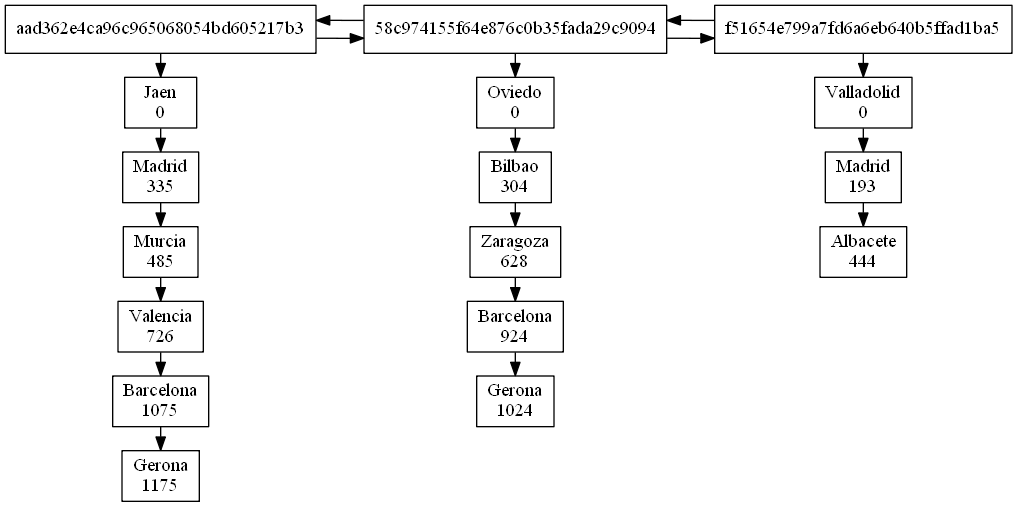 aad362e4ca96c965068054bd605217b3
58c974155f64e876c0b35fada29c9094
f51654e799a7fd6a6eb640b5ffad1ba5
Jaen
0
Madrid
335
Murcia
485
Valencia
726
Barcelona
1075
Gerona
1175
Oviedo
0
Bilbao
304
Zaragoza
628
Barcelona
924
Gerona
1024
Valladolid
0
Madrid
193
Albacete
444